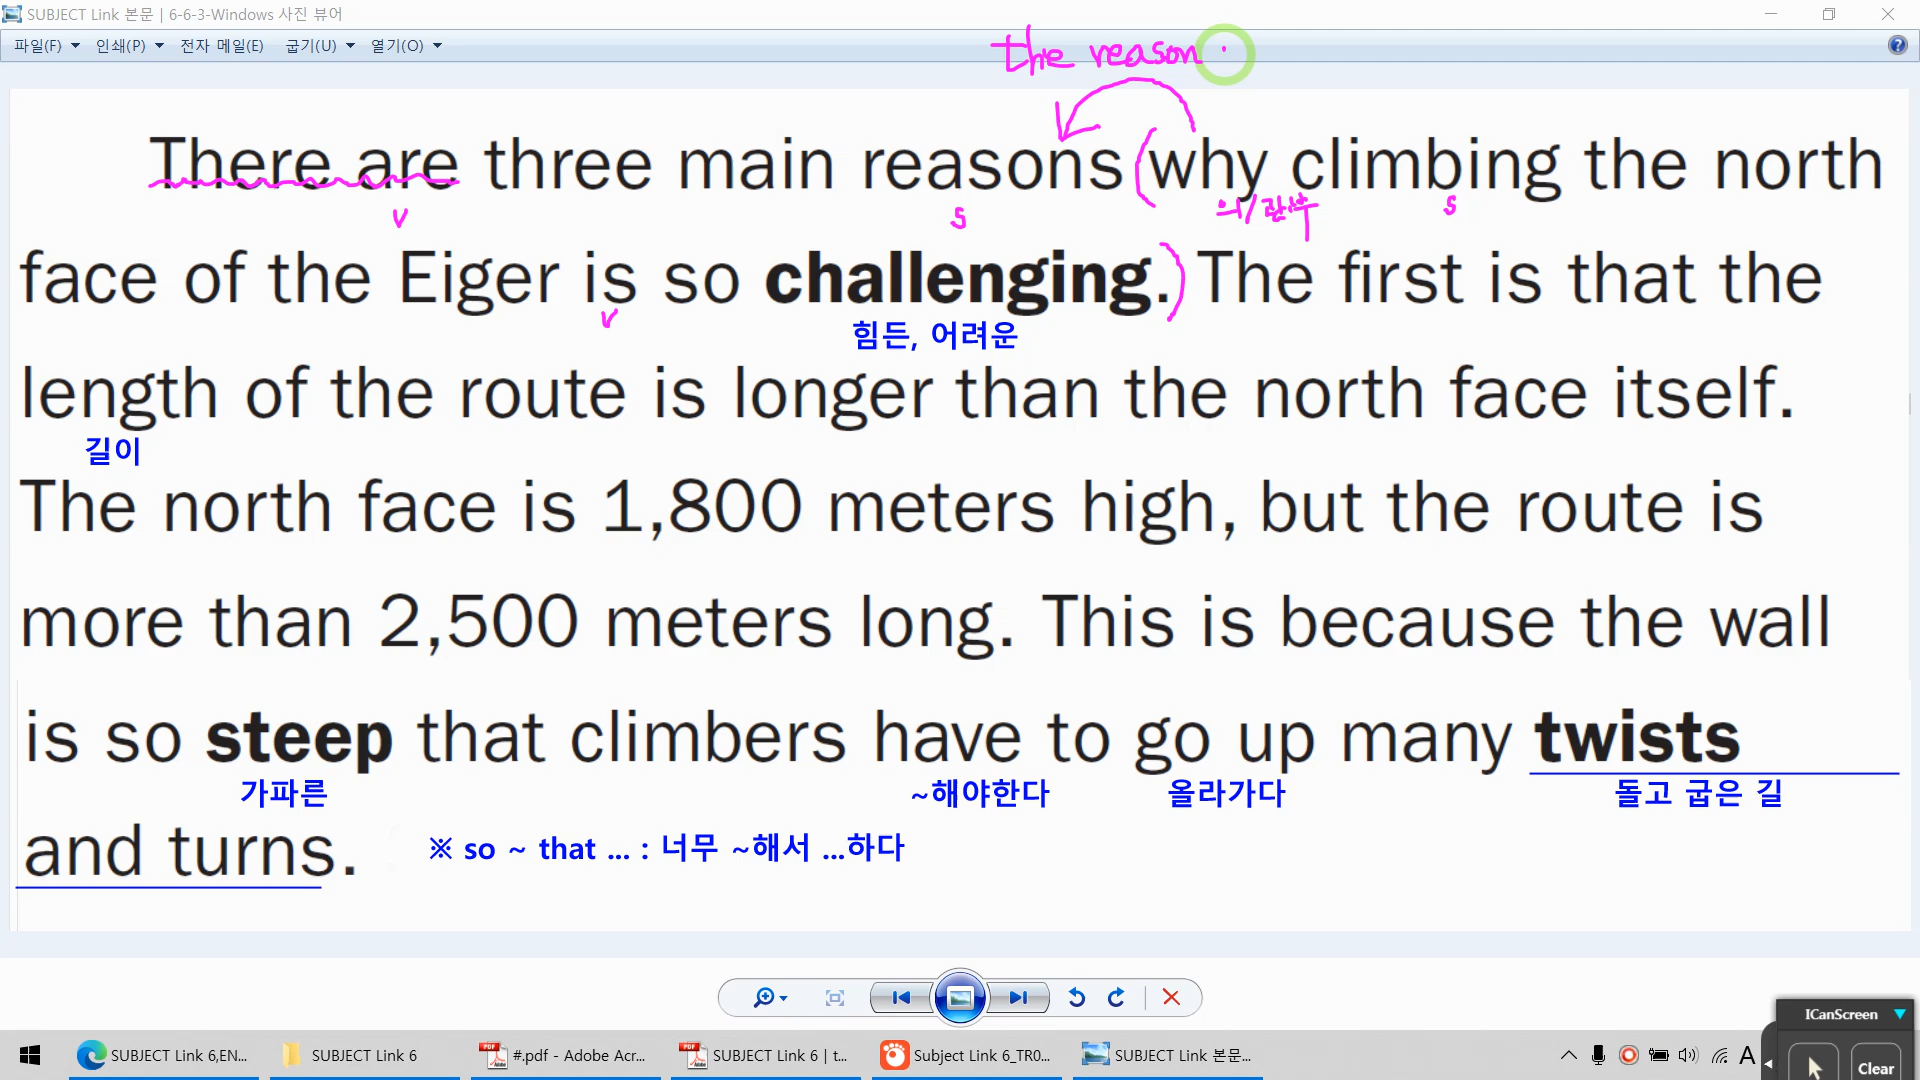 SUBJECT Link 본문 | 6-6-3-Windows 사진 뷰어
파일(F) 인쇄(P) 전자 메일(E) 굽기(U) 열기(O)
the reason
There are three main reasons (why climbing the north
v s 의/관부 s
face of the Eiger is so challenging.) The first is that the
v 힘든, 어려운
length of the route is longer than the north face itself.
길이
The north face is 1,800 meters high, but the route is
more than 2,500 meters long. This is because the wall
is so steep that climbers have to go up many twists
가파른 ~해야한다 올라가다 돌고 굽은 길
and turns. ※ so ~ that ... : 너무 ~해서 ...하다
ICanScreen
Clear
SUBJECT Link 6,EN... SUBJECT Link 6 #.pdf - Adobe Acr... SUBJECT Link 6 | t... Subject Link 6_TR0... SUBJECT Link 본문... A